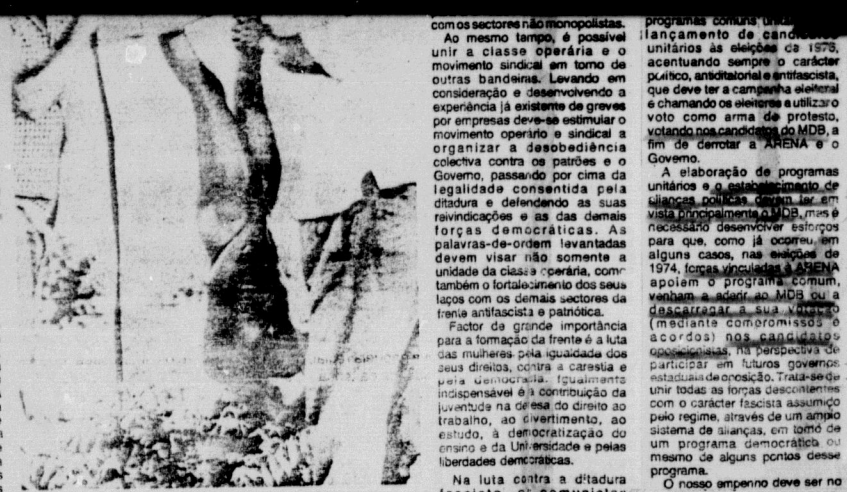 com os sectores não monopolistas.
Ao mesmo tempo, é possível
unir a classe operária e o
movimento sindical em torno de
outras bandeiras. Levando em
consideração e desenvolvendo a
experiência já existente de greves
por empresas deve-se estimular o
movimento operário e sindical a
organizar a desobediência
colectiva contra os patrões e o
Governo, passando por cima da
legalidade consentida pela
ditadura e defendendo as suas
reivindicações e as das demais
forças democráticas. As
palavras-de-ordem levantadas
devem visar não somente a
unidade da classe operária, como
também o fortalecimento dos seus
laços com os demais sectores da
frente antifascista e patriótica.
Factor de grande importância
para a formação da frente é a luta
das mulheres pela igualdade dos
seus direitos, contra a carestia e
pela democracia. Igualmente
indispensável é a contribuição da
juventude na defesa do direito ao
trabalho, ao divertimento, ao
estudo, à democratização do
ensino e da Universidade e pelas
liberdades democráticas.
Na luta contra a ditadura
programas comuns
lançamento de candidatos
unitários às eleições de 1978,
acentuando sempre o carácter
político, antiditatorial e antifascista,
que deve ter a campanha eleitoral
e chamando os eleitores a utilizar o
voto como arma de protesto,
votando nos candidatos do MDB, a
fim de derrotar a ARENA e o
Governo.
A elaboração de programas
unitários e o estabelecimento de
alianças políticas devem ter em
vista principalmente o MDB, mas é
necessário desenvolver esforços
para que, como já ocorreu em
alguns casos, nas eleições de
1974, forças vinculadas à ARENA
apoiem o programa comum,
venham a aderir ao MDB ou a
descarregar a sua votação
(mediante compromissos e
acordos) nos candidatos
oposicionistas, na perspectiva de
participar em futuros governos
estaduais de oposição. Trata-se de
unir todas as forças descontentes
com o carácter fascista assumido
pelo regime, através de um amplo
sistema de alianças, em torno de
um programa democrático ou
mesmo de alguns pontos desse
programa.
O nosso empenho deve ser no